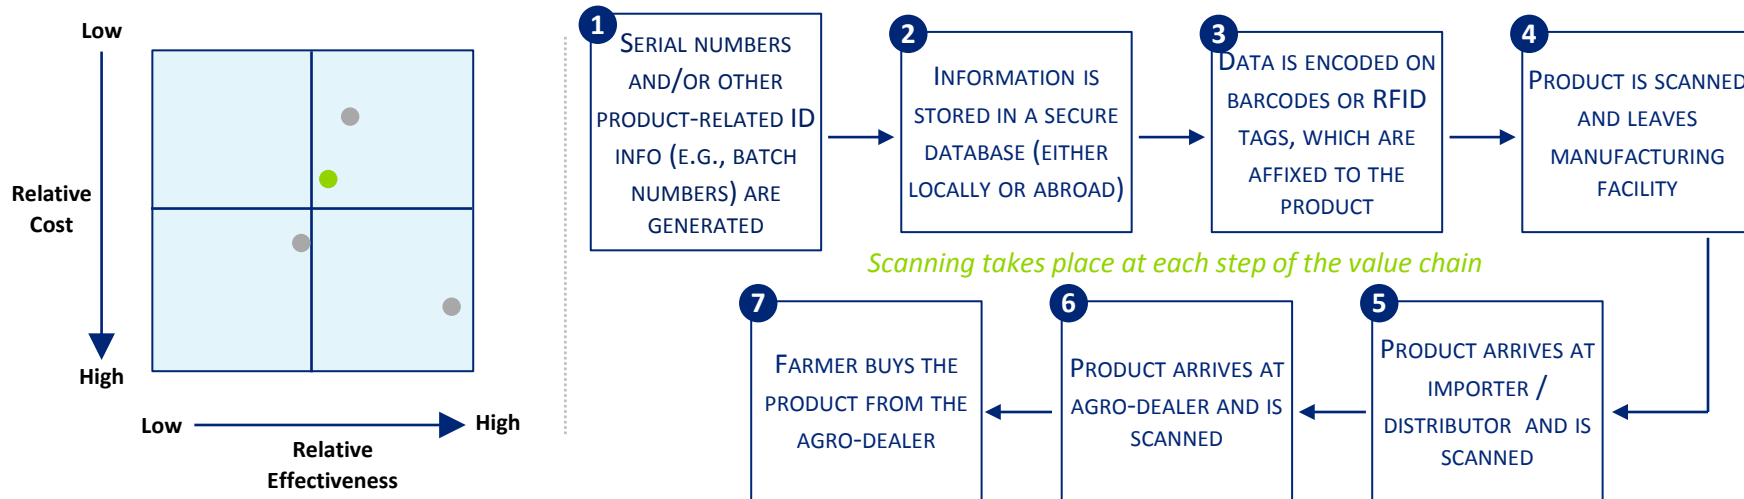 Low
Relative
Cost
High
Low
High
Relative
Effectiveness
1
SERIAL NUMBERS
AND/OR OTHER
PRODUCT-RELATED ID
INFO (E.G., BATCH
NUMBERS) ARE
GENERATED
2
INFORMATION IS
STORED IN A SECURE
DATABASE (EITHER
LOCALLY OR ABROAD)
3
DATA IS ENCODED ON
BARCODES OR RFID
TAGS, WHICH ARE
AFFIXED TO THE
PRODUCT
4
PRODUCT IS SCANNED
AND LEAVES
MANUFACTURING
FACILITY
Scanning takes place at each step of the value chain
7
FARMER BUYS THE
PRODUCT FROM THE
AGRO-DEALER
6
PRODUCT ARRIVES AT
AGRO-DEALER AND IS
SCANNED
5
PRODUCT ARRIVES AT
IMPORTER /
DISTRIBUTOR AND IS
SCANNED